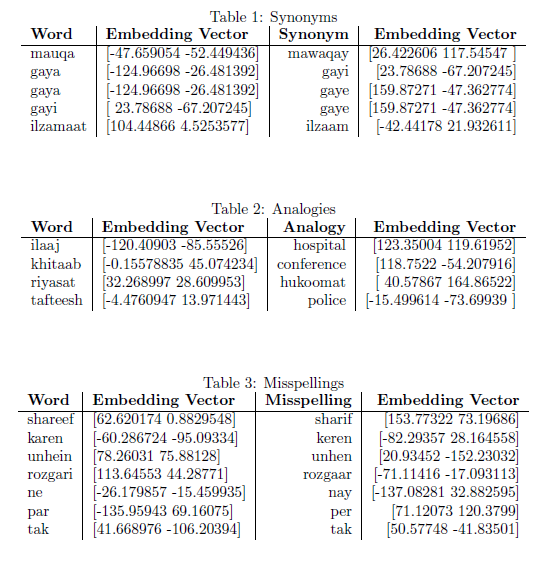 Table 1: Synonyms
Word Embedding Vector Synonym Embedding Vector
mauqa [-47.659054 -52.449436] mawaqay [26.422606 117.54547 ]
gaya [-124.96698 -26.481392] gayi [23.78688 -67.207245]
gaya [-124.96698 -26.481392] gaye [159.87271 -47.362774]
gayi [ 23.78688 -67.207245] gaye [159.87271 -47.362774]
ilzamaat [104.44866 4.5253577] ilzaam [-42.44178 21.932611]
Table 2: Analogies
Word Embedding Vector Analogy Embedding Vector
ilaaj [-120.40903 -85.55526] hospital [123.35004 119.61952]
khitaab [-0.15578835 45.074234] conference [118.7522 -54.207916]
riyasat [32.268997 28.609953] hukoomat [ 40.57867 164.86522]
tafteesh [-4.4760947 13.971443] police [-15.499614 -73.69939 ]
Table 3: Misspellings
Word Embedding Vector Misspelling Embedding Vector
shareef [62.620174 0.8829548] sharif [153.77322 73.19686]
karen [-60.286724 -95.09334] keren [-82.29357 28.164558]
unhein [78.26031 75.88128] unhen [20.93452 -152.23032]
rozgari [113.64553 44.28771] rozgaar [-71.11416 -17.093113]
ne [-26.179857 -15.459935] nay [-137.08281 32.882595]
par [-135.95943 69.16075] per [71.12073 120.3799]
tak [41.668976 -106.20394] tak [50.57748 -41.83501]